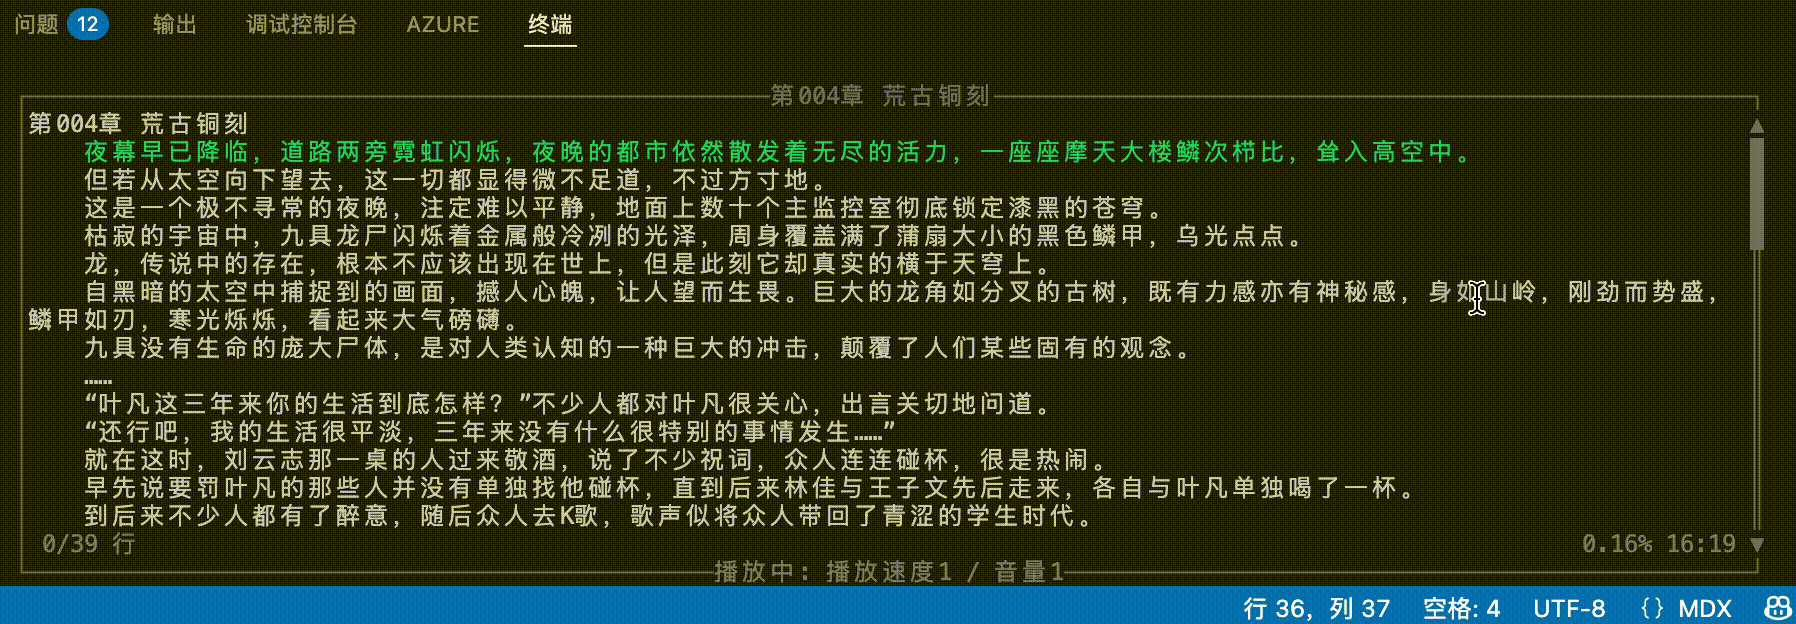 问题 12 输出 调试控制台 AZURE 终端
第004章 荒古铜刻
第004章 荒古铜刻
夜幕早已降临，道路两旁霓虹闪烁，夜晚的都市依然散发着无尽的活力，一座座摩天大楼鳞次栉比，耸入高空中。
但若从太空向下望去，这一切都显得微不足道，不过方寸地。
这是一个极不寻常的夜晚，注定难以平静，地面上数十个主监控室彻底锁定漆黑的苍穹。
枯寂的宇宙中，九具龙尸闪烁着金属般冷冽的光泽，周身覆盖满了蒲扇大小的黑色鳞甲，乌光点点。
龙，传说中的存在，根本不应该出现在世上，但是此刻它却真实的横于天穹上。
自黑暗的太空中捕捉到的画面，撼人心魄，让人望而生畏。巨大的龙角如分叉的古树，既有力感亦有神秘感，身如山岭，刚劲而势盛，
鳞甲如刃，寒光烁烁，看起来大气磅礴。
九具没有生命的庞大尸体，是对人类认知的一种巨大的冲击，颠覆了人们某些固有的观念。
……
“叶凡这三年来你的生活到底怎样？”不少人都对叶凡很关心，出言关切地问道。
“还行吧，我的生活很平淡，三年来没有什么很特别的事情发生……”
就在这时，刘云志那一桌的人过来敬酒，说了不少祝词，众人连连碰杯，很是热闹。
早先说要罚叶凡的那些人并没有单独找他碰杯，直到后来林佳与王子文先后走来，各自与叶凡单独喝了一杯。
到后来不少人都有了醉意，随后众人去K歌，歌声似将众人带回了青涩的学生时代。
0/39 行 0.16% 16:19
播放中: 播放速度1 / 音量1
行 36，列 37 空格: 4 UTF-8 {} MDX